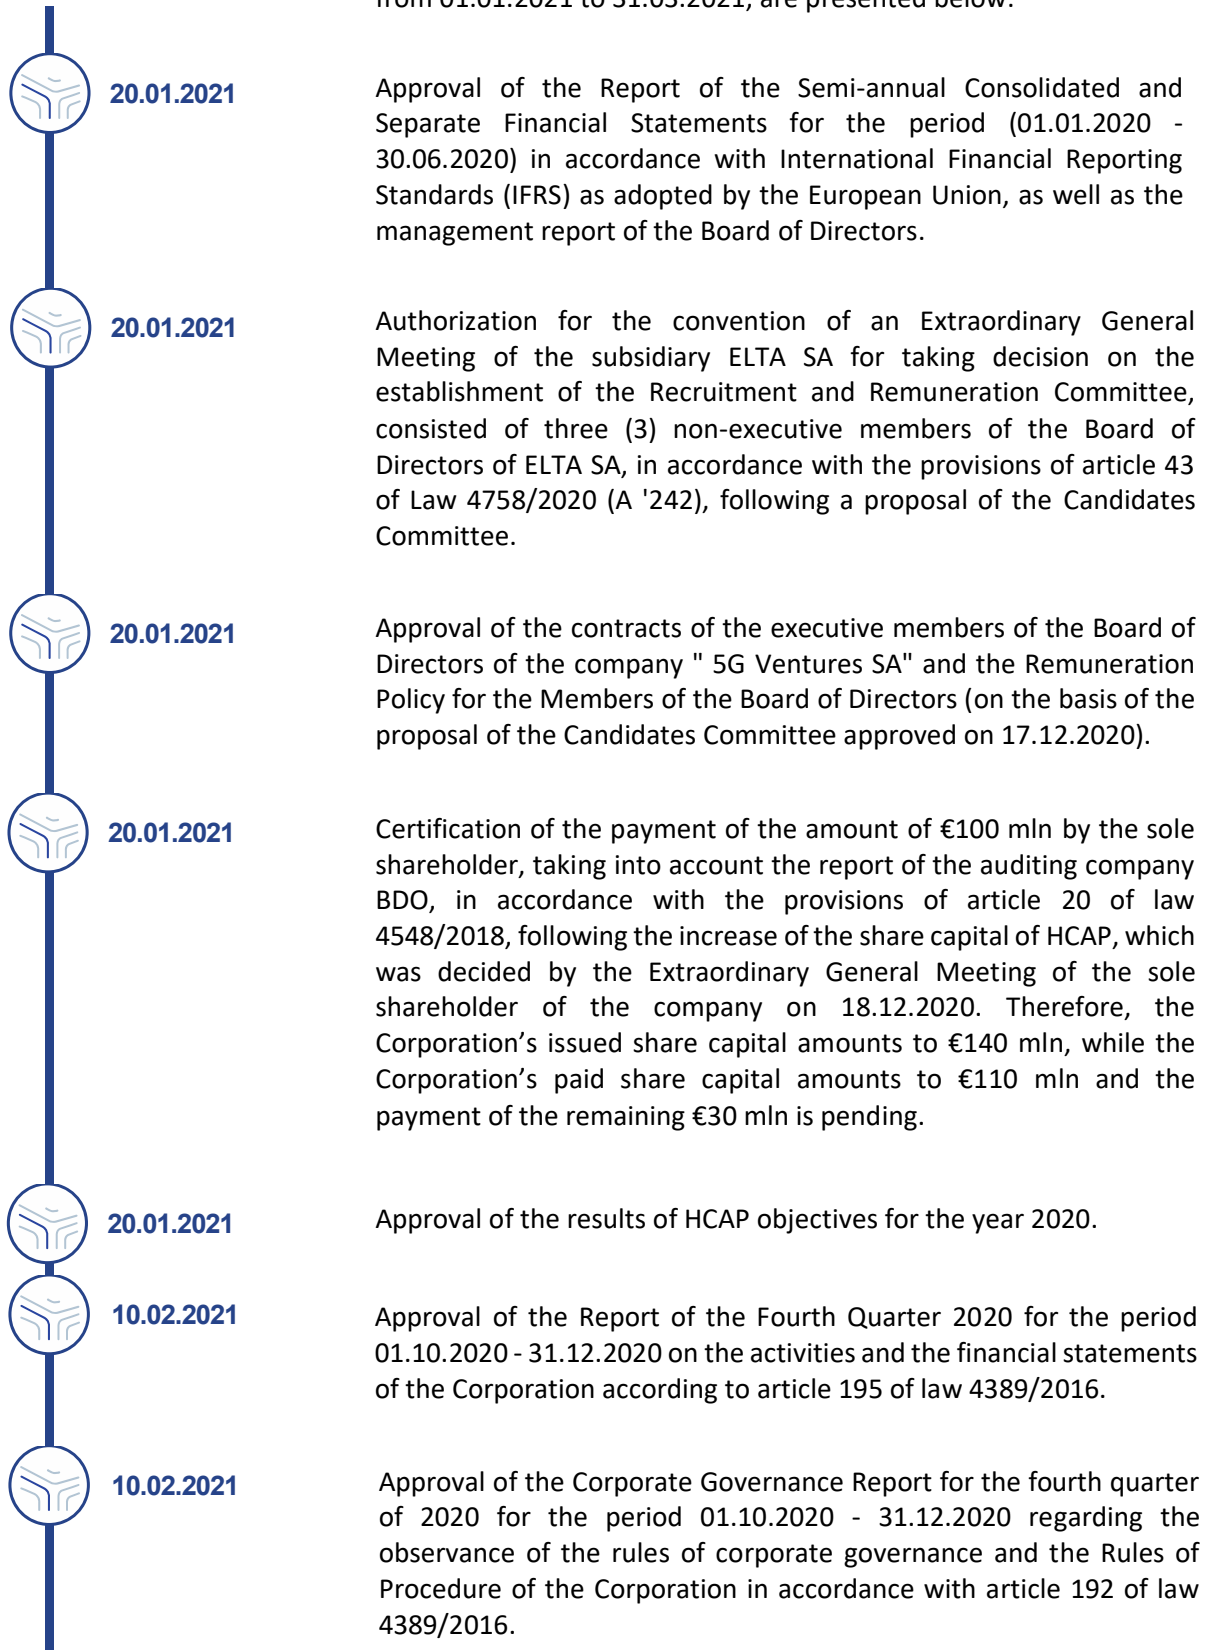 from 01.01.2021 to 31.03.2021, are presented below:
20.01.2021
Approval of the Report of the Semi-annual Consolidated and
Separate Financial Statements for the period (01.01.2020 -
30.06.2020) in accordance with International Financial Reporting
Standards (IFRS) as adopted by the European Union, as well as the
management report of the Board of Directors.
20.01.2021
Authorization for the convention of an Extraordinary General
Meeting of the subsidiary ELTA SA for taking decision on the
establishment of the Recruitment and Remuneration Committee,
consisted of three (3) non-executive members of the Board of
Directors of ELTA SA, in accordance with the provisions of article 43
of Law 4758/2020 (A '242), following a proposal of the Candidates
Committee.
20.01.2021
Approval of the contracts of the executive members of the Board of
Directors of the company " 5G Ventures SA" and the Remuneration
Policy for the Members of the Board of Directors (on the basis of the
proposal of the Candidates Committee approved on 17.12.2020).
20.01.2021
Certification of the payment of the amount of €100 mln by the sole
shareholder, taking into account the report of the auditing company
BDO, in accordance with the provisions of article 20 of law
4548/2018, following the increase of the share capital of HCAP, which
was decided by the Extraordinary General Meeting of the sole
shareholder of the company on 18.12.2020. Therefore, the
Corporation’s issued share capital amounts to €140 mln, while the
Corporation’s paid share capital amounts to €110 mln and the
payment of the remaining €30 mln is pending.
20.01.2021
Approval of the results of HCAP objectives for the year 2020.
10.02.2021
Approval of the Report of the Fourth Quarter 2020 for the period
01.10.2020 - 31.12.2020 on the activities and the financial statements
of the Corporation according to article 195 of law 4389/2016.
10.02.2021
Approval of the Corporate Governance Report for the fourth quarter
of 2020 for the period 01.10.2020 - 31.12.2020 regarding the
observance of the rules of corporate governance and the Rules of
Procedure of the Corporation in accordance with article 192 of law
4389/2016.